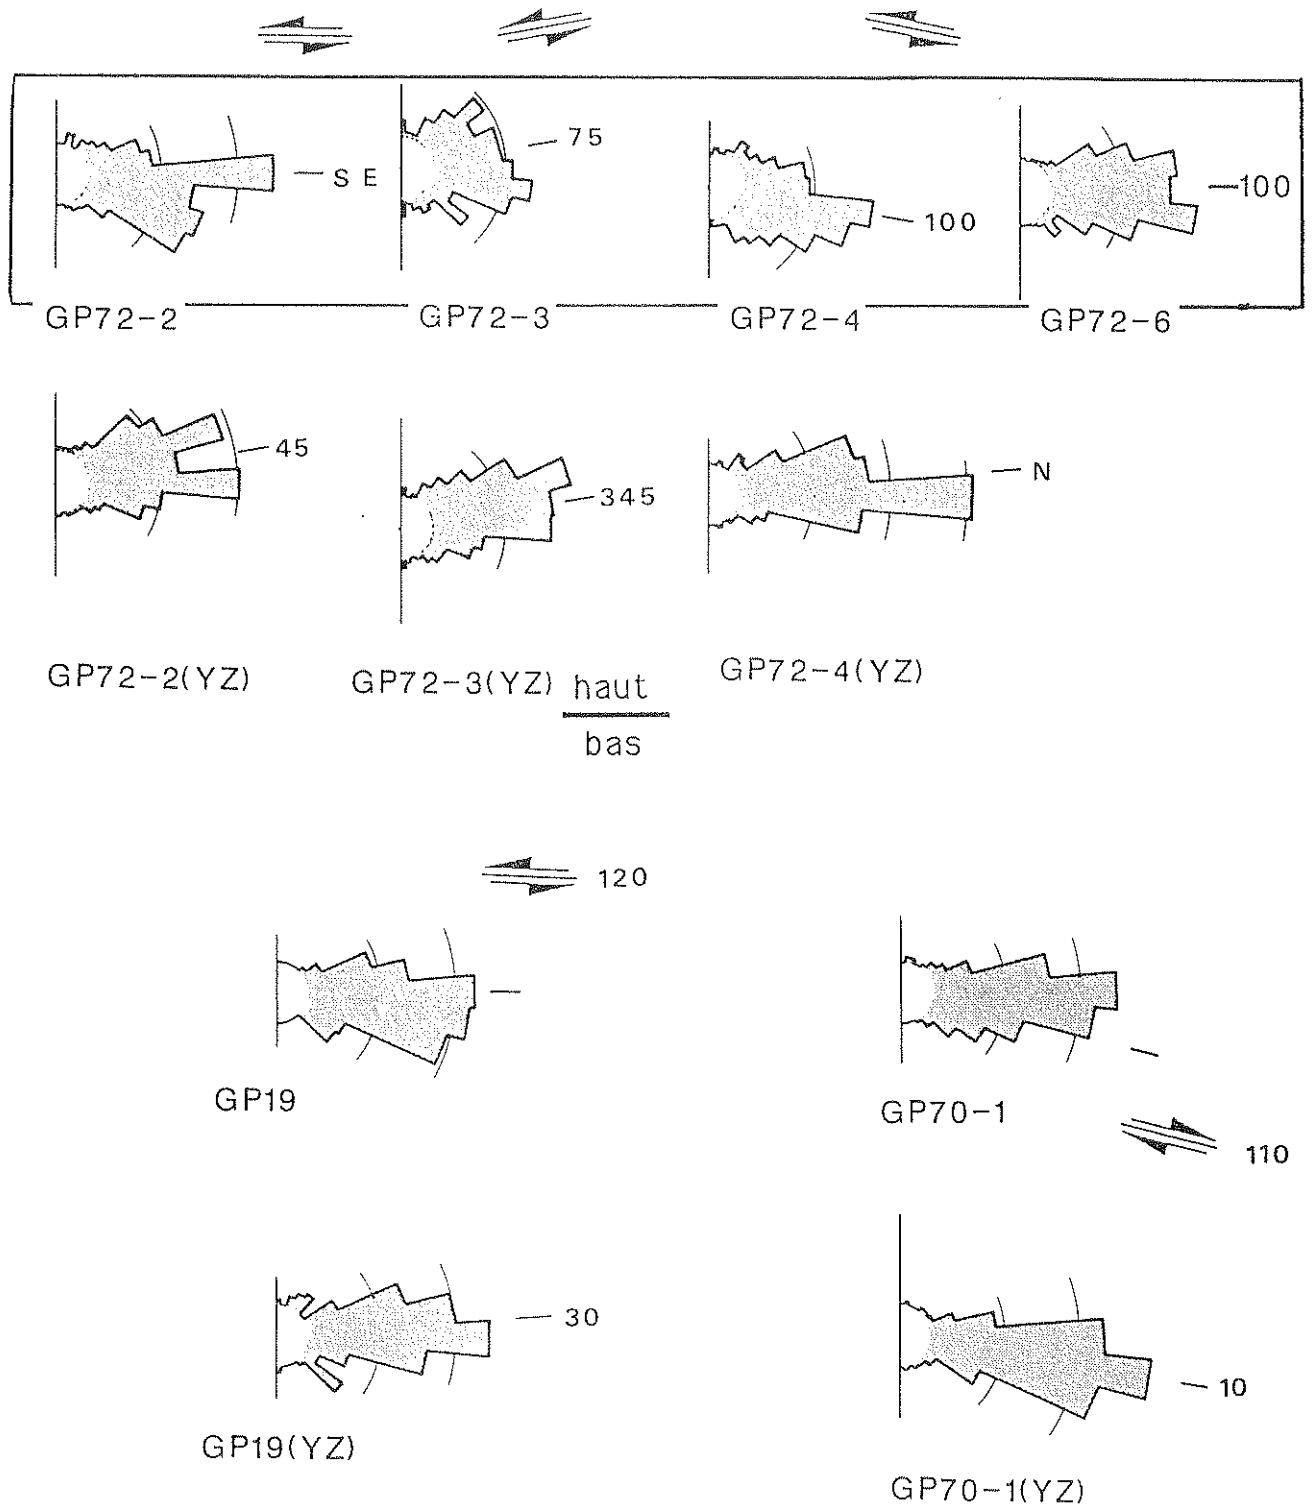 S E
75
100
100
GP72-2
GP72-3
GP72-4
GP72-6
45
345
N
GP72-2(YZ)
GP72-3(YZ)
GP72-4(YZ)
haut
bas
120
GP19
GP70-1
110
30
10
GP19(YZ)
GP70-1(YZ)